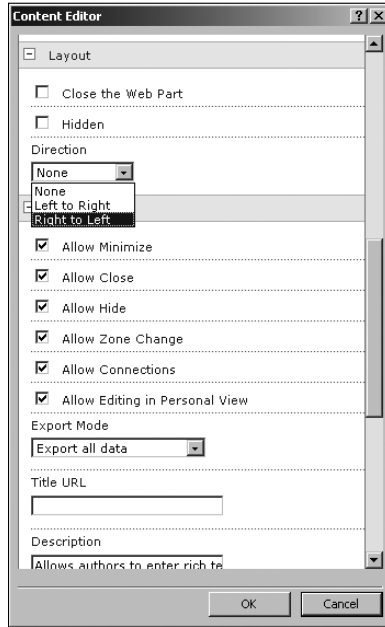 Content Editor
Layout
Close the Web Part
Hidden
Direction
None
None
Left to Right
Right to Left
Allow Minimize
Allow Close
Allow Hide
Allow Zone Change
Allow Connections
Allow Editing in Personal View
Export Mode
Export all data
Title URL
Description
Allows authors to enter rich te
OK Cancel